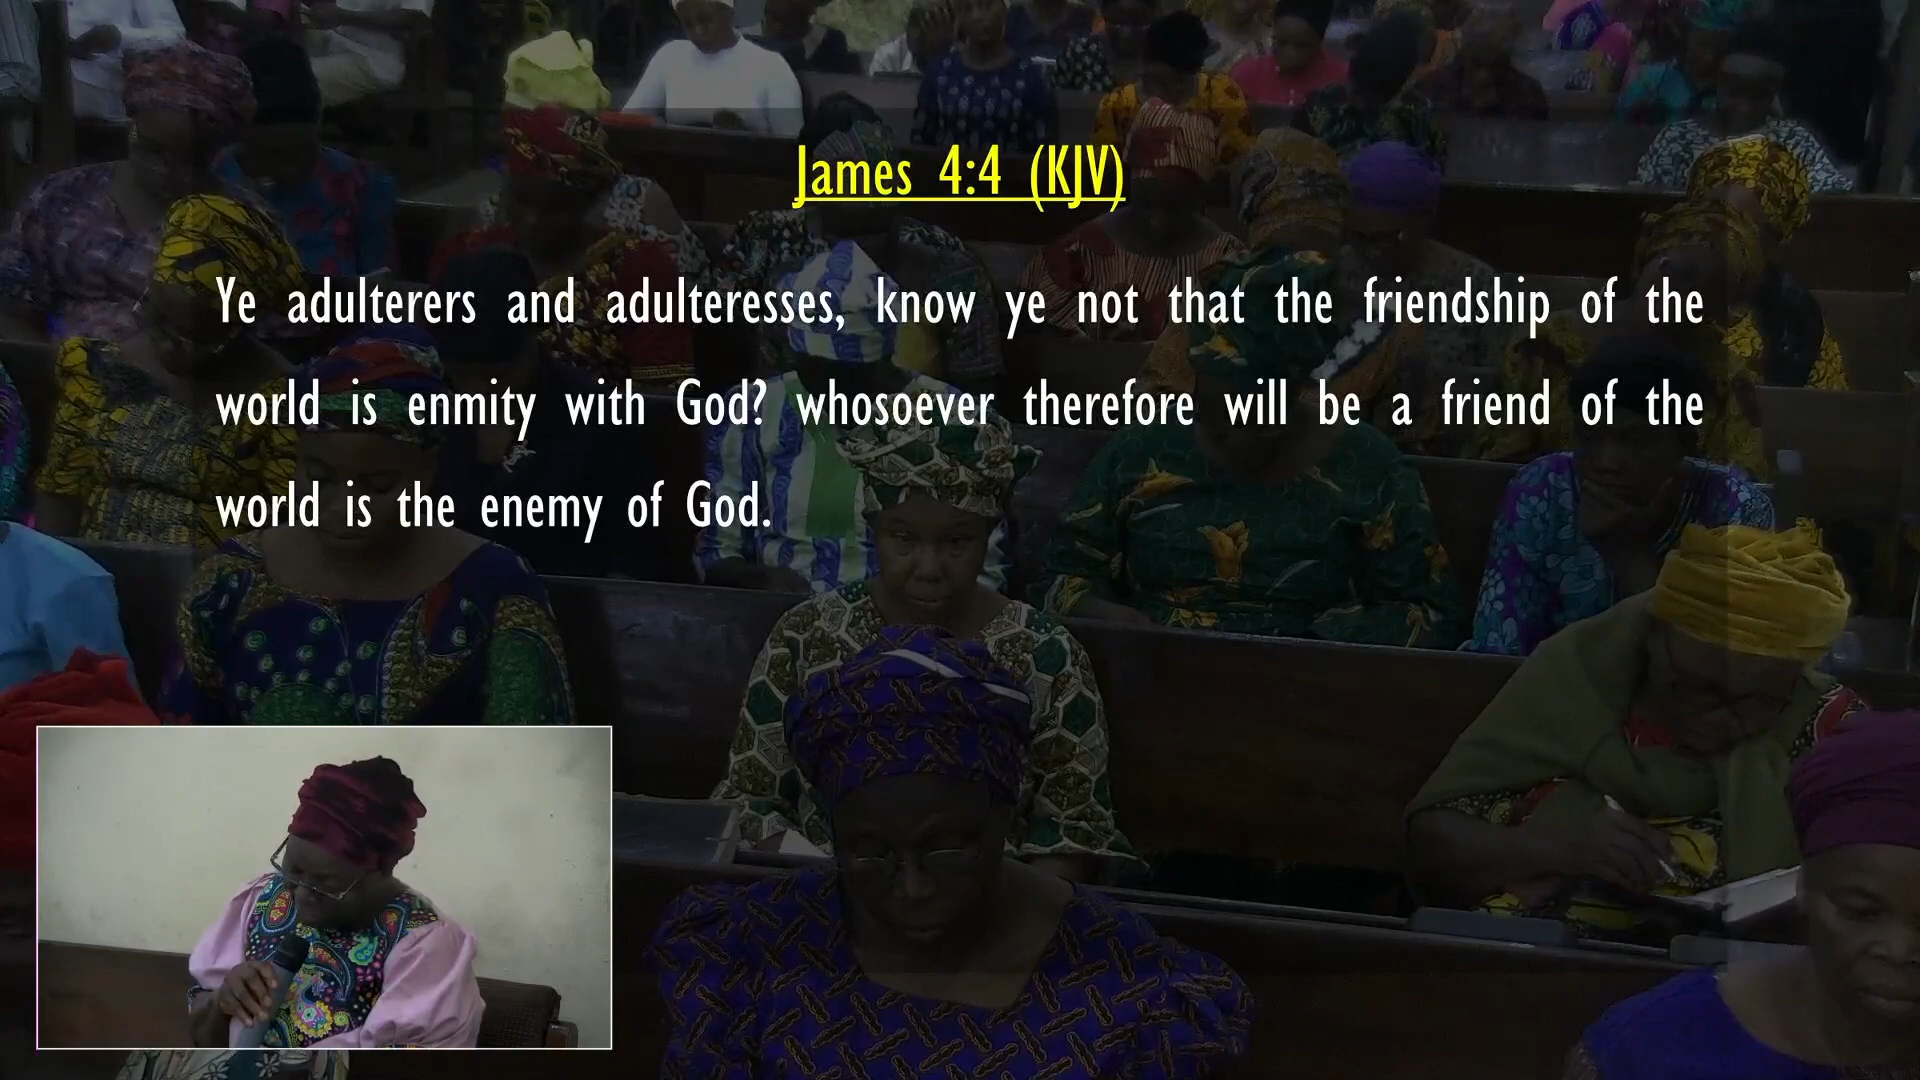 James 4:4 (KJV)
Ye adulterers and adulteresses, know ye not that the friendship of the
world is enmity with God? whosoever therefore will be a friend of the
world is the enemy of God.